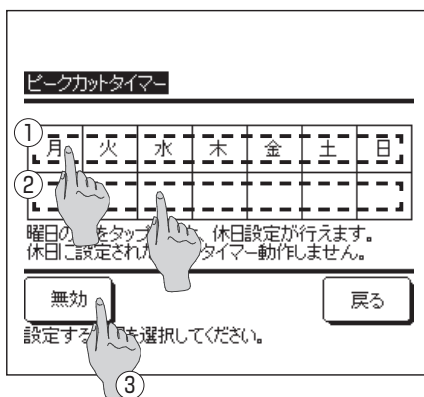 ピークカットタイマー
①
月 火 水 木 金 土 日
②
曜日の をタップ 休日設定が行えます。
休日に設定された タイマー動作しません。
無効 戻る
設定する を選択してください。
③